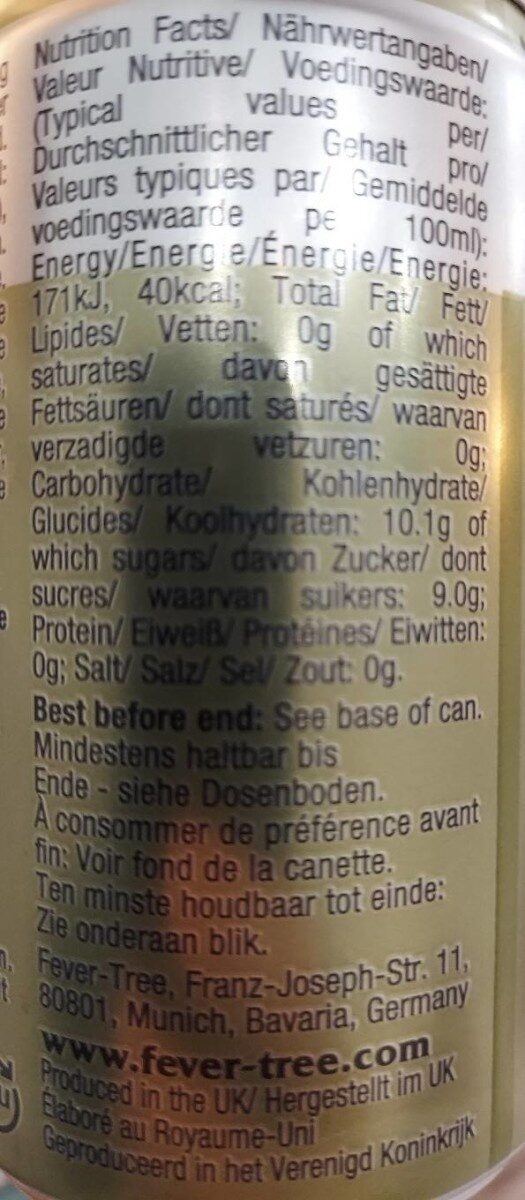 Nutrition Facts/ Nährwertangaben/
Valeur Nutritive/ Voedingswaarde:
(Typical values per/
Durchschnittlicher Gehalt pro/
Valeurs typiques par/ Gemiddelde
voedingswaarde pe 100ml):
Energy/Energie/Énergie/Energie:
171kJ, 40kcal; Total Fat/ Fett/
Lipides/ Vetten: 0g of which
saturates/ davon gesättigte
Fettsäuren/ dont saturés/ waarvan
verzadigde vetzuren: 0g;
Carbohydrate/ Kohlenhydrate/
Glucides/ Koolhydraten: 10.1g of
which sugars/ davon Zucker/ dont
sucres/ waarvan suikers: 9.0g;
Protein/ Eiweiß/ Protéines/ Eiwitten:
0g; Salt/ Salz/ Sel/ Zout: 0g.
Best before end: See base of can.
Mindestens haltbar bis
Ende - siehe Dosenboden.
À consommer de préférence avant
fin: Voir fond de la canette.
Ten minste houdbaar tot einde:
Zie onderaan blik.
Fever-Tree, Franz-Joseph-Str. 11,
80801, Munich, Bavaria, Germany
www.fever-tree.com
Produced in the UK/ Hergestellt im UK
Élaboré au Royaume-Uni
Geproduceerd in het Verenigd Koninkrijk